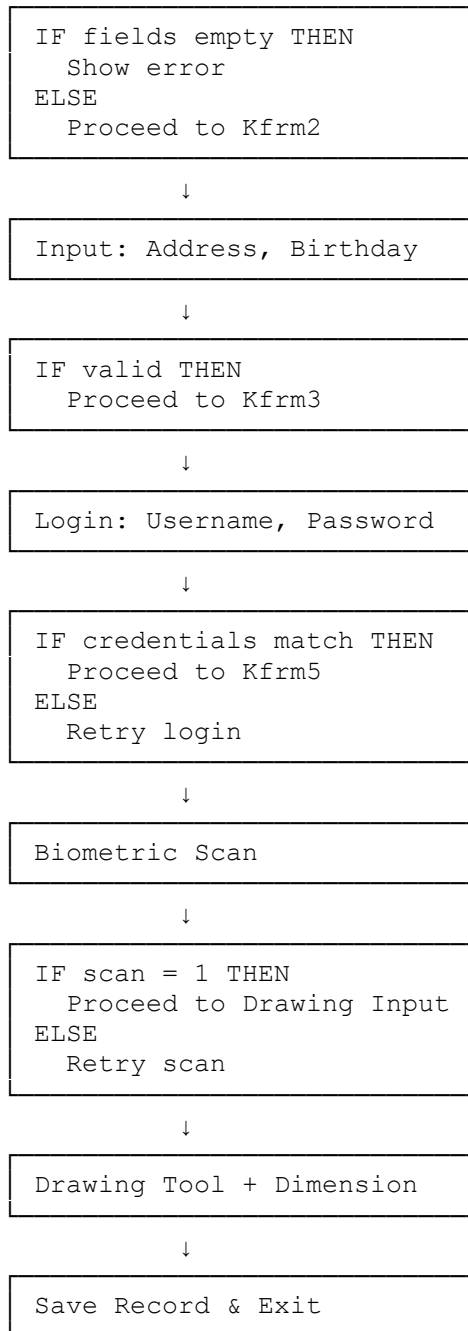 IF fields empty THEN
Show error
ELSE
Proceed to Kfrm2
↓
Input: Address, Birthday
↓
IF valid THEN
Proceed to Kfrm3
↓
Login: Username, Password
↓
IF credentials match THEN
Proceed to Kfrm5
ELSE
Retry login
↓
Biometric Scan
↓
IF scan = 1 THEN
Proceed to Drawing Input
ELSE
Retry scan
↓
Drawing Tool + Dimension
↓
Save Record & Exit